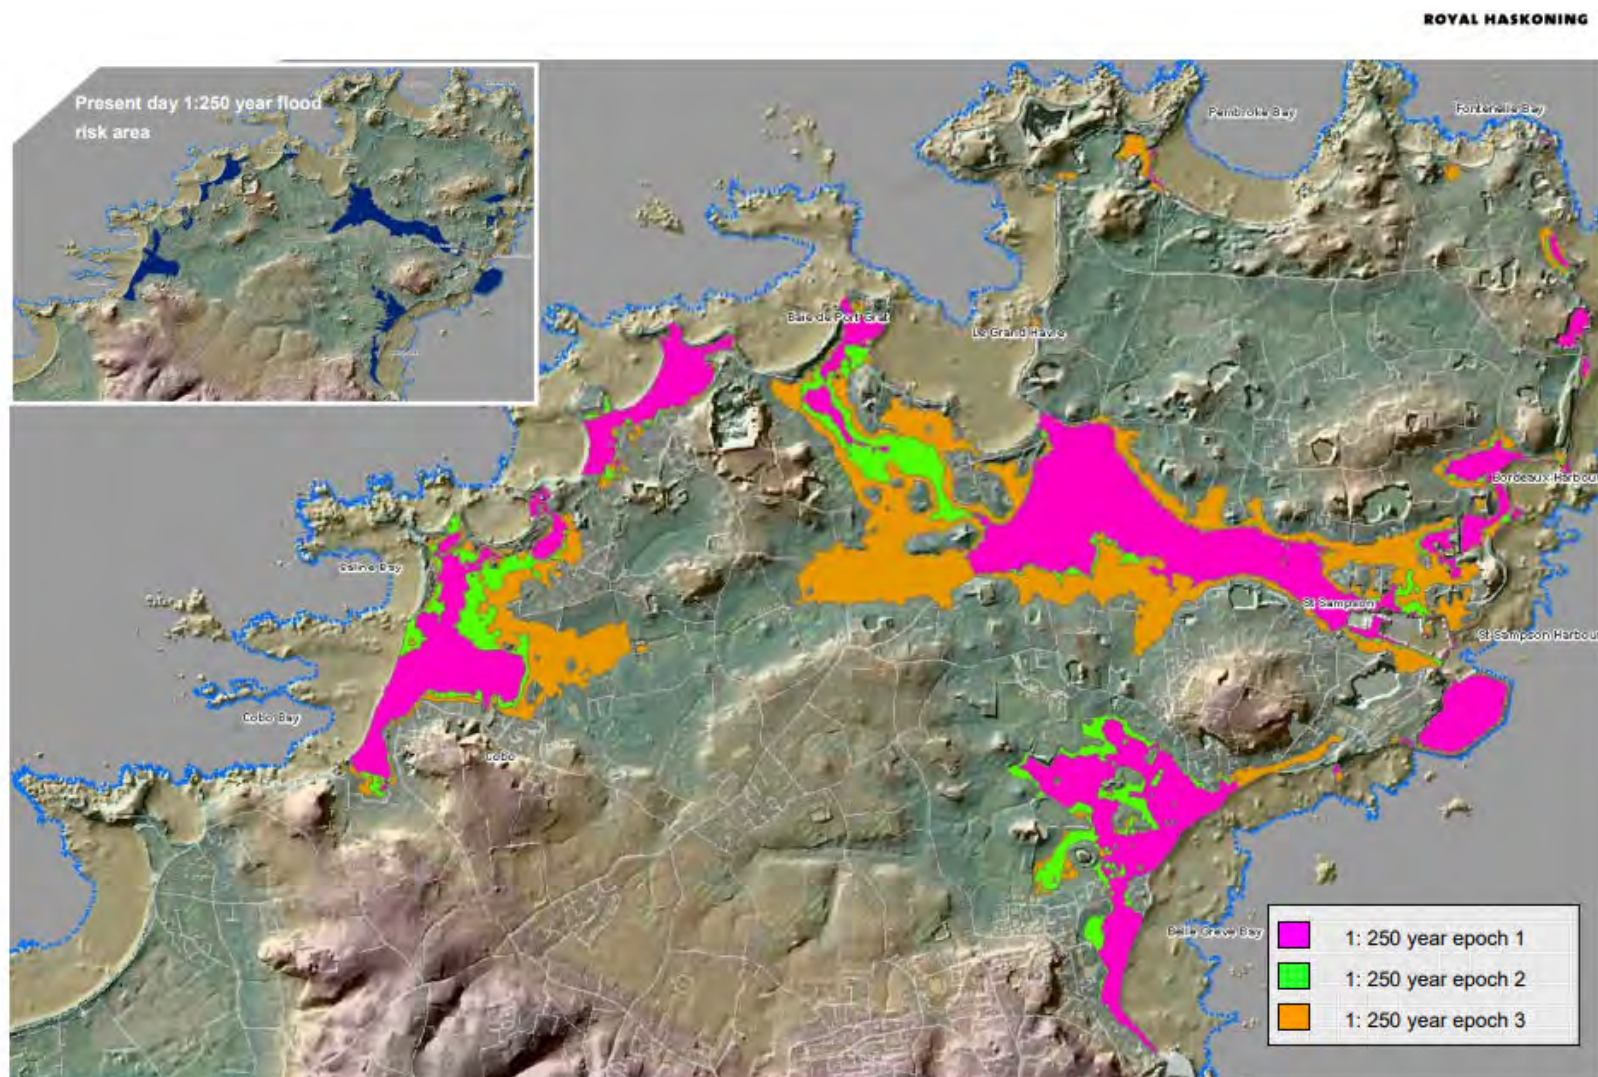 ROYAL HASKONING
Present day 1:250 year flood
risk area
Pembroke Bay
Fontenelle Bay
Baie de Port Grat
Le Grand Havre
Bordeaux Harbour
Saline Bay
St Sampson
St Sampson Harbour
Cobo Bay
Cobo
Belle Greve Bay
1: 250 year epoch 1
1: 250 year epoch 2
1: 250 year epoch 3